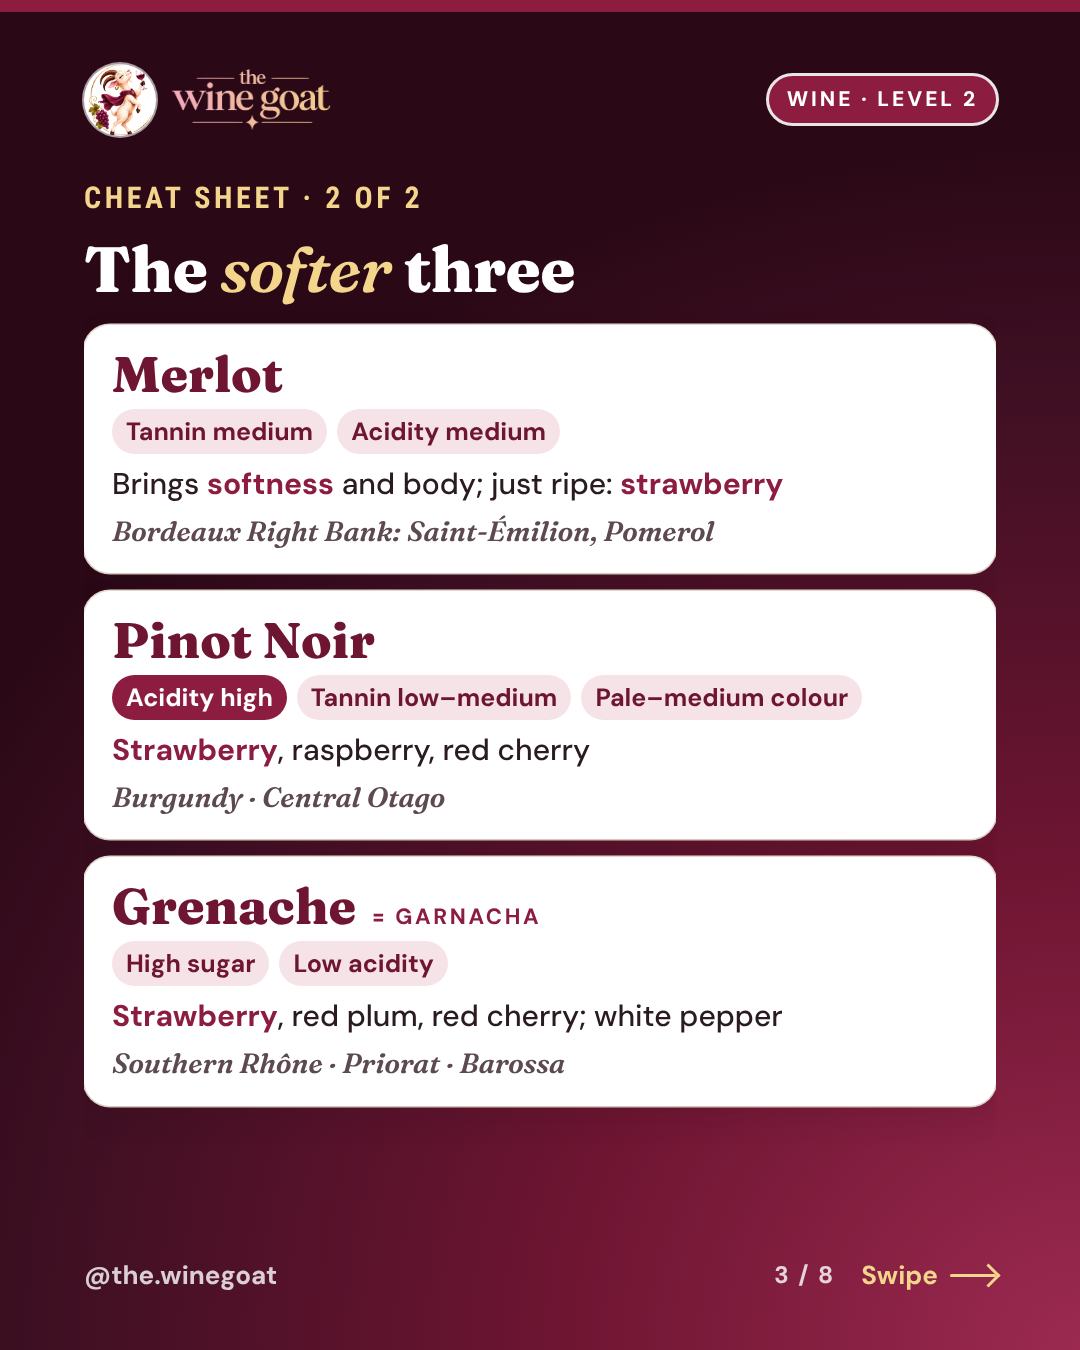 the
wine goat
WINE · LEVEL 2
CHEAT SHEET · 2 OF 2
The softer three
Merlot
Tannin medium Acidity medium
Brings softness and body; just ripe: strawberry
Bordeaux Right Bank: Saint-Émilion, Pomerol
Pinot Noir
Acidity high Tannin low–medium Pale–medium colour
Strawberry, raspberry, red cherry
Burgundy · Central Otago
Grenache = GARNACHA
High sugar Low acidity
Strawberry, red plum, red cherry; white pepper
Southern Rhône · Priorat · Barossa
@the.winegoat 3 / 8 Swipe →